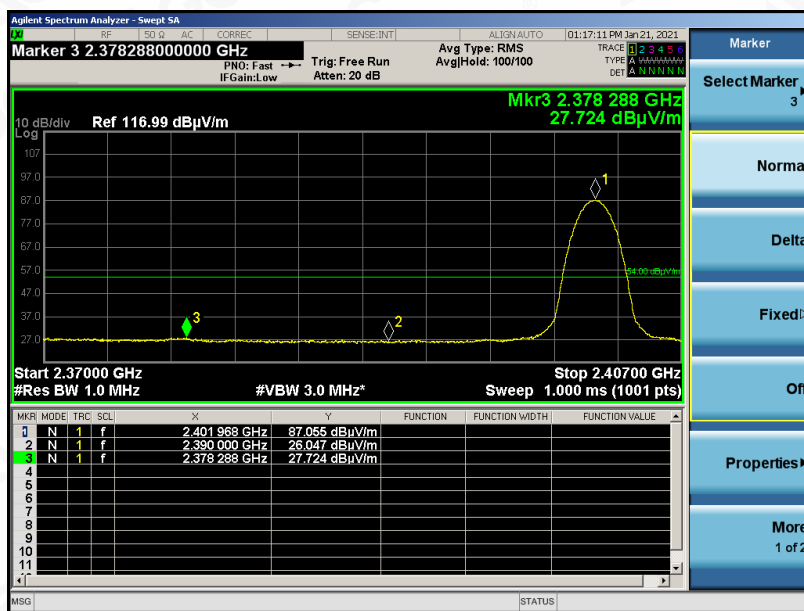 Agilent Spectrum Analyzer - Swept SA
LXI RF 50 Ω AC CORREC SENSE:INT ALIGN AUTO 01:17:11 PM Jan 21, 2021
Marker 3 2.378288000000 GHz
PNO: Fast
IFGain:Low
Trig: Free Run
Atten: 20 dB
Avg Type: RMS
Avg|Hold: 100/100
TRACE 1 2 3 4 5 6
TYPE A WWWWW
DET A N N N N N
Mkr3 2.378 288 GHz
27.724 dBµV/m
10 dB/div Ref 116.99 dBµV/m
Log
107
97.0
87.0
77.0
67.0
57.0
47.0
37.0
27.0
1
2
3
54.00 dBµV/m
Start 2.37000 GHz Stop 2.40700 GHz
#Res BW 1.0 MHz #VBW 3.0 MHz* Sweep 1.000 ms (1001 pts)
MKR MODE TRC SCL X Y FUNCTION FUNCTION WIDTH FUNCTION VALUE
1 N 1 f 2.401 968 GHz 87.055 dBµV/m
2 N 1 f 2.390 000 GHz 26.047 dBµV/m
3 N 1 f 2.378 288 GHz 27.724 dBµV/m
4
5
6
7
8
9
10
11
MSG STATUS
Marker
Select Marker
3
Norma
Delta
Fixed
Of
Properties
More
1 of 2